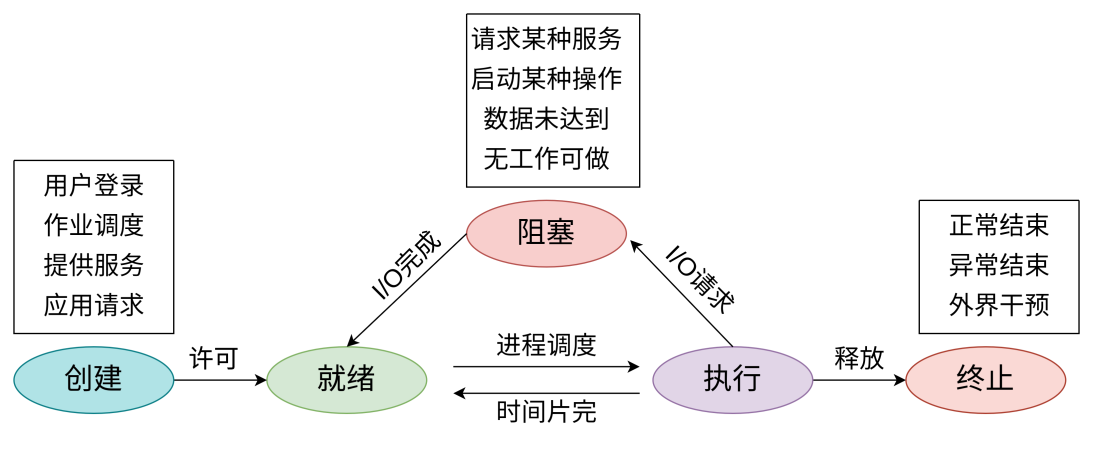 请求某种服务
启动某种操作
数据未达到
无工作可做
用户登录
作业调度
提供服务
应用请求
正常结束
异常结束
外界干预
阻塞
I/O完成
I/O请求
创建
许可
就绪
进程调度
时间片完
执行
释放
终止